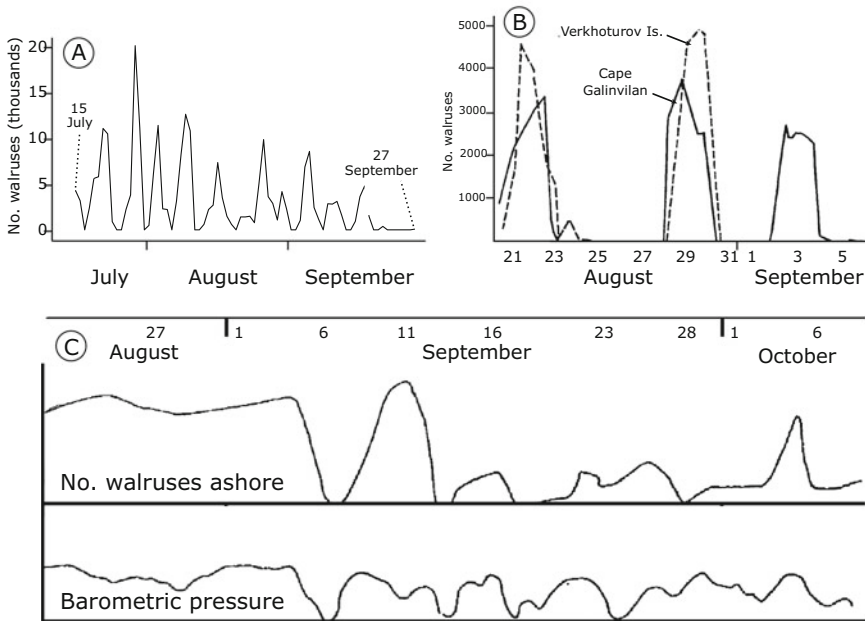 A
No. walruses (thousands)
20
15
10
5
0
15
July
27
September
July August September
B
No. walruses
5000
4000
3000
2000
1000
Verkhoturov Is.
Cape
Galinvilan
21 23 25 27 29 31 1 3 5
August September
C
27 1 6 11 16 23 28 1 6
August September October
No. walruses ashore
Barometric pressure